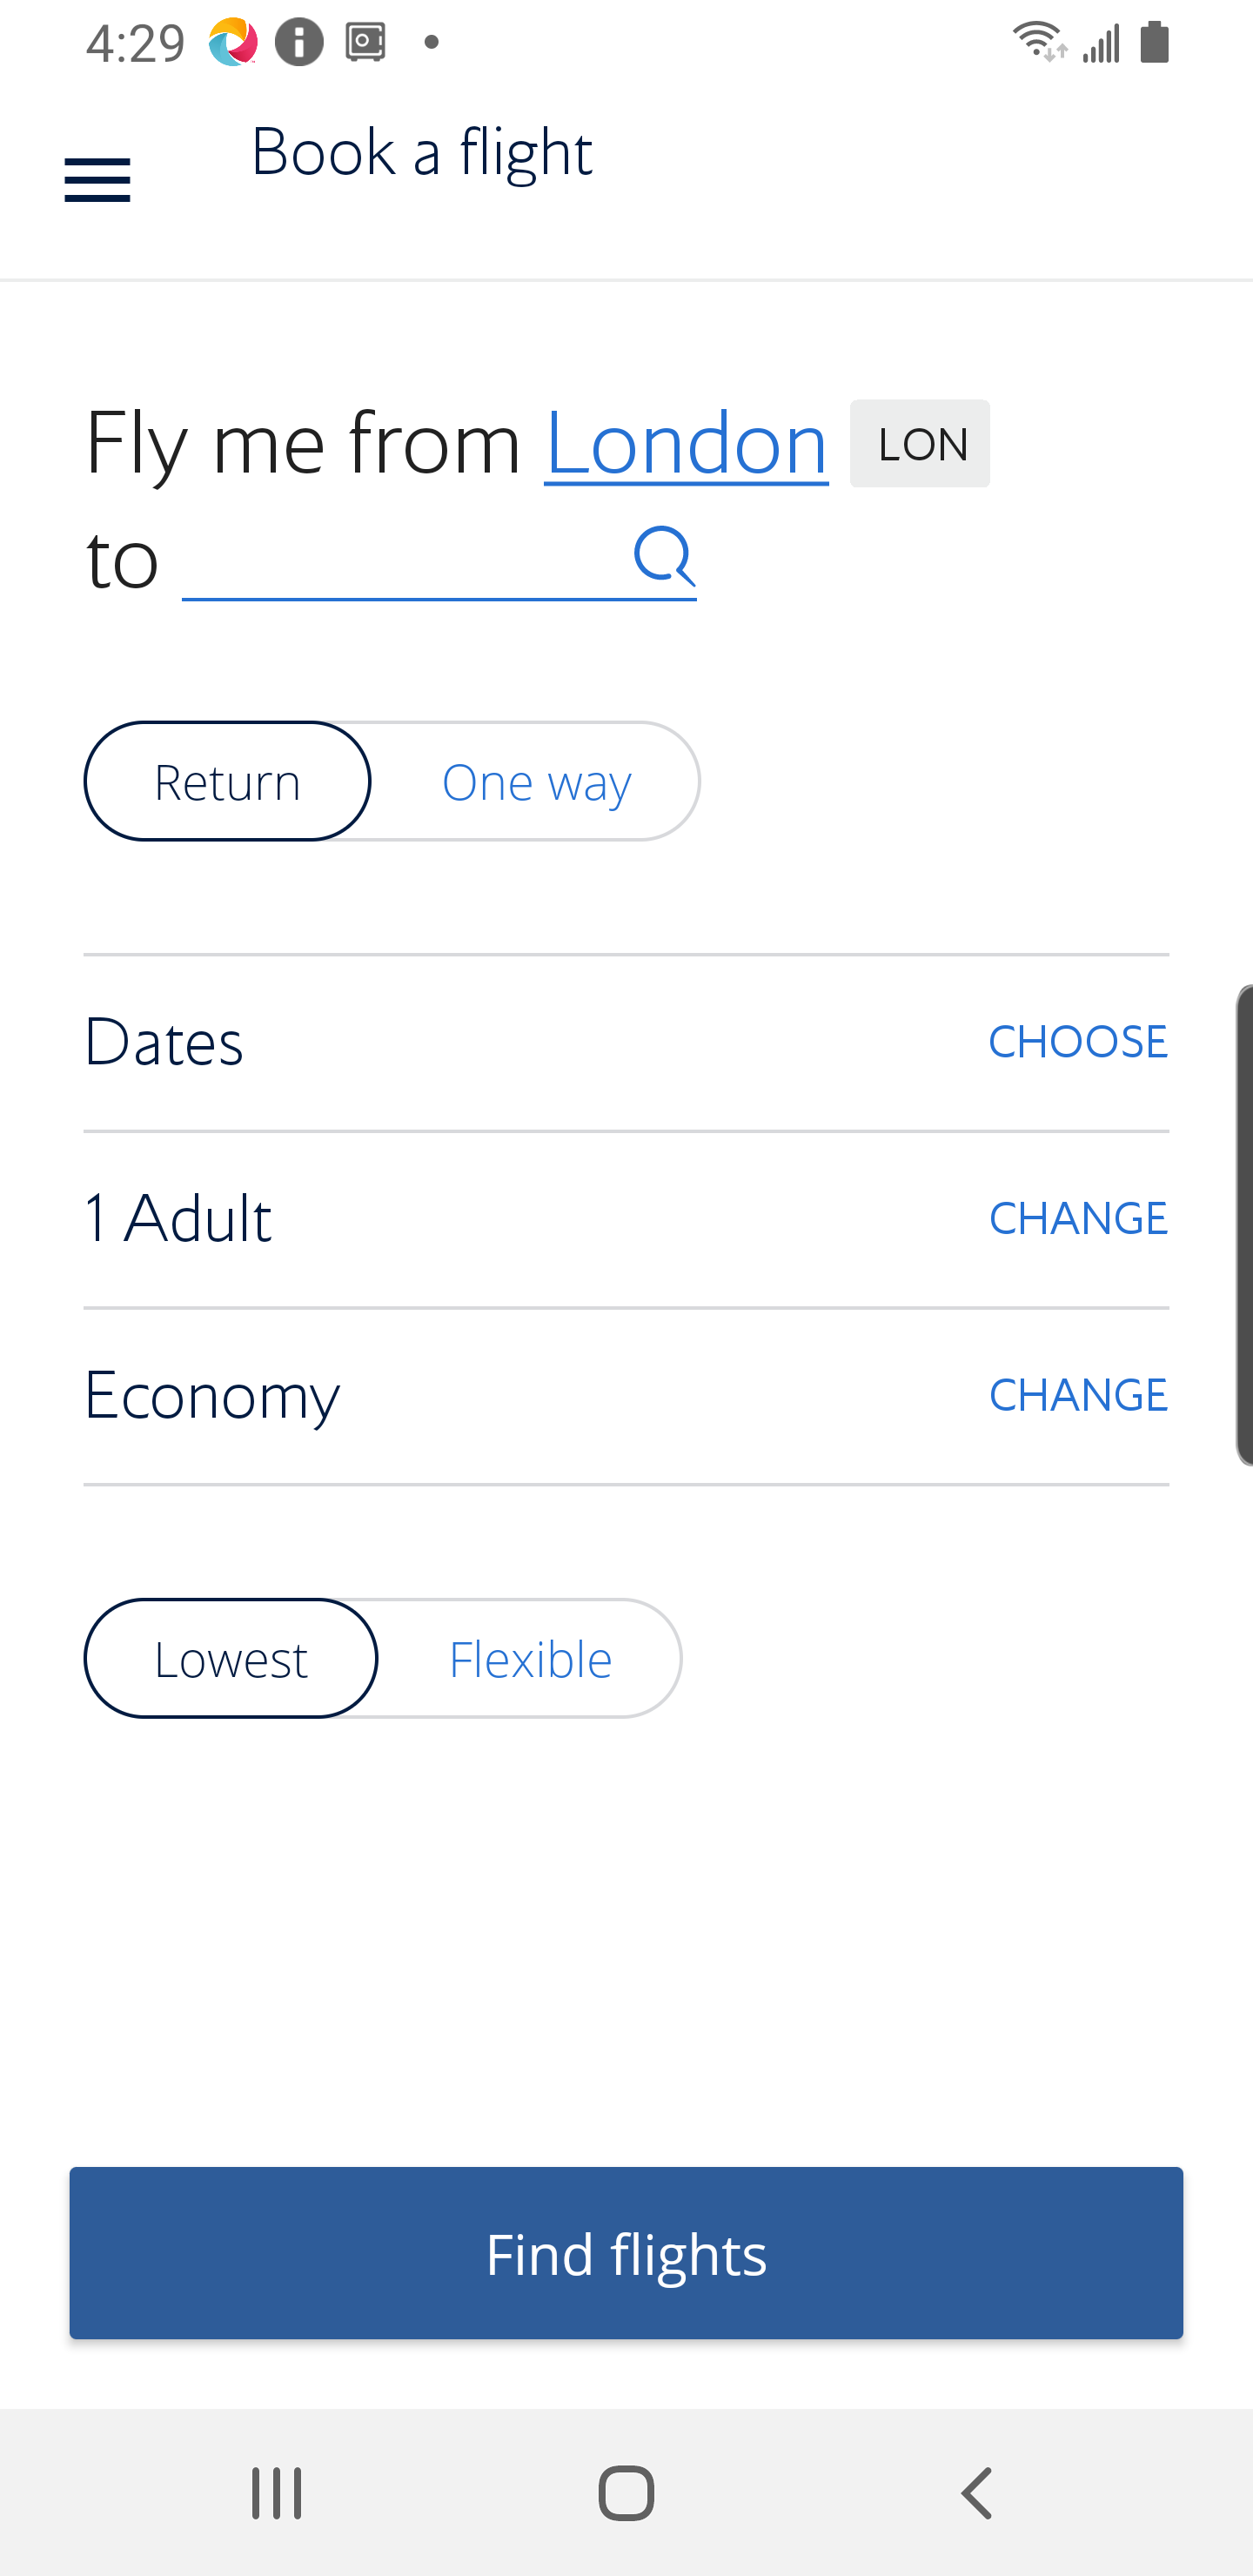 4:29
Book a flight
Fly me from London LON
to
Return One way
Dates CHOOSE
1 Adult CHANGE
Economy CHANGE
Lowest Flexible
Find flights